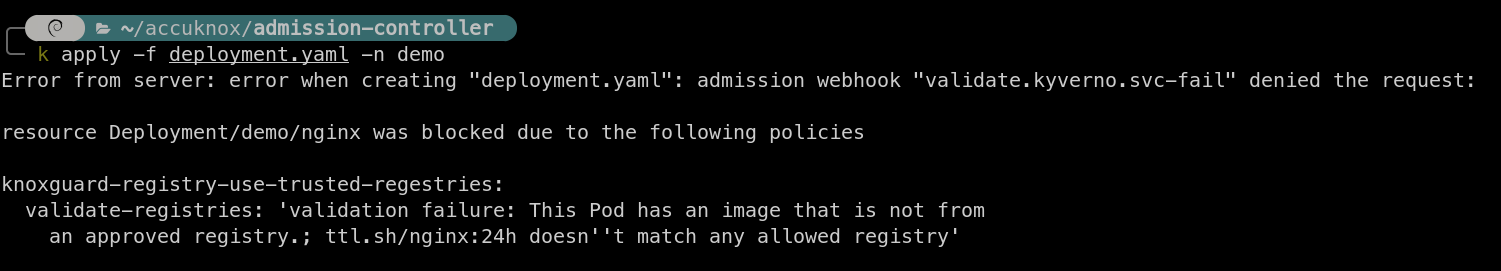 ~/accuknox/admission-controller
k apply -f deployment.yaml -n demo
Error from server: error when creating "deployment.yaml": admission webhook "validate.kyverno.svc-fail" denied the request:
resource Deployment/demo/nginx was blocked due to the following policies
knoxguard-registry-use-trusted-regestries:
validate-registries: 'validation failure: This Pod has an image that is not from
an approved registry.; ttl.sh/nginx:24h doesn''t match any allowed registry'